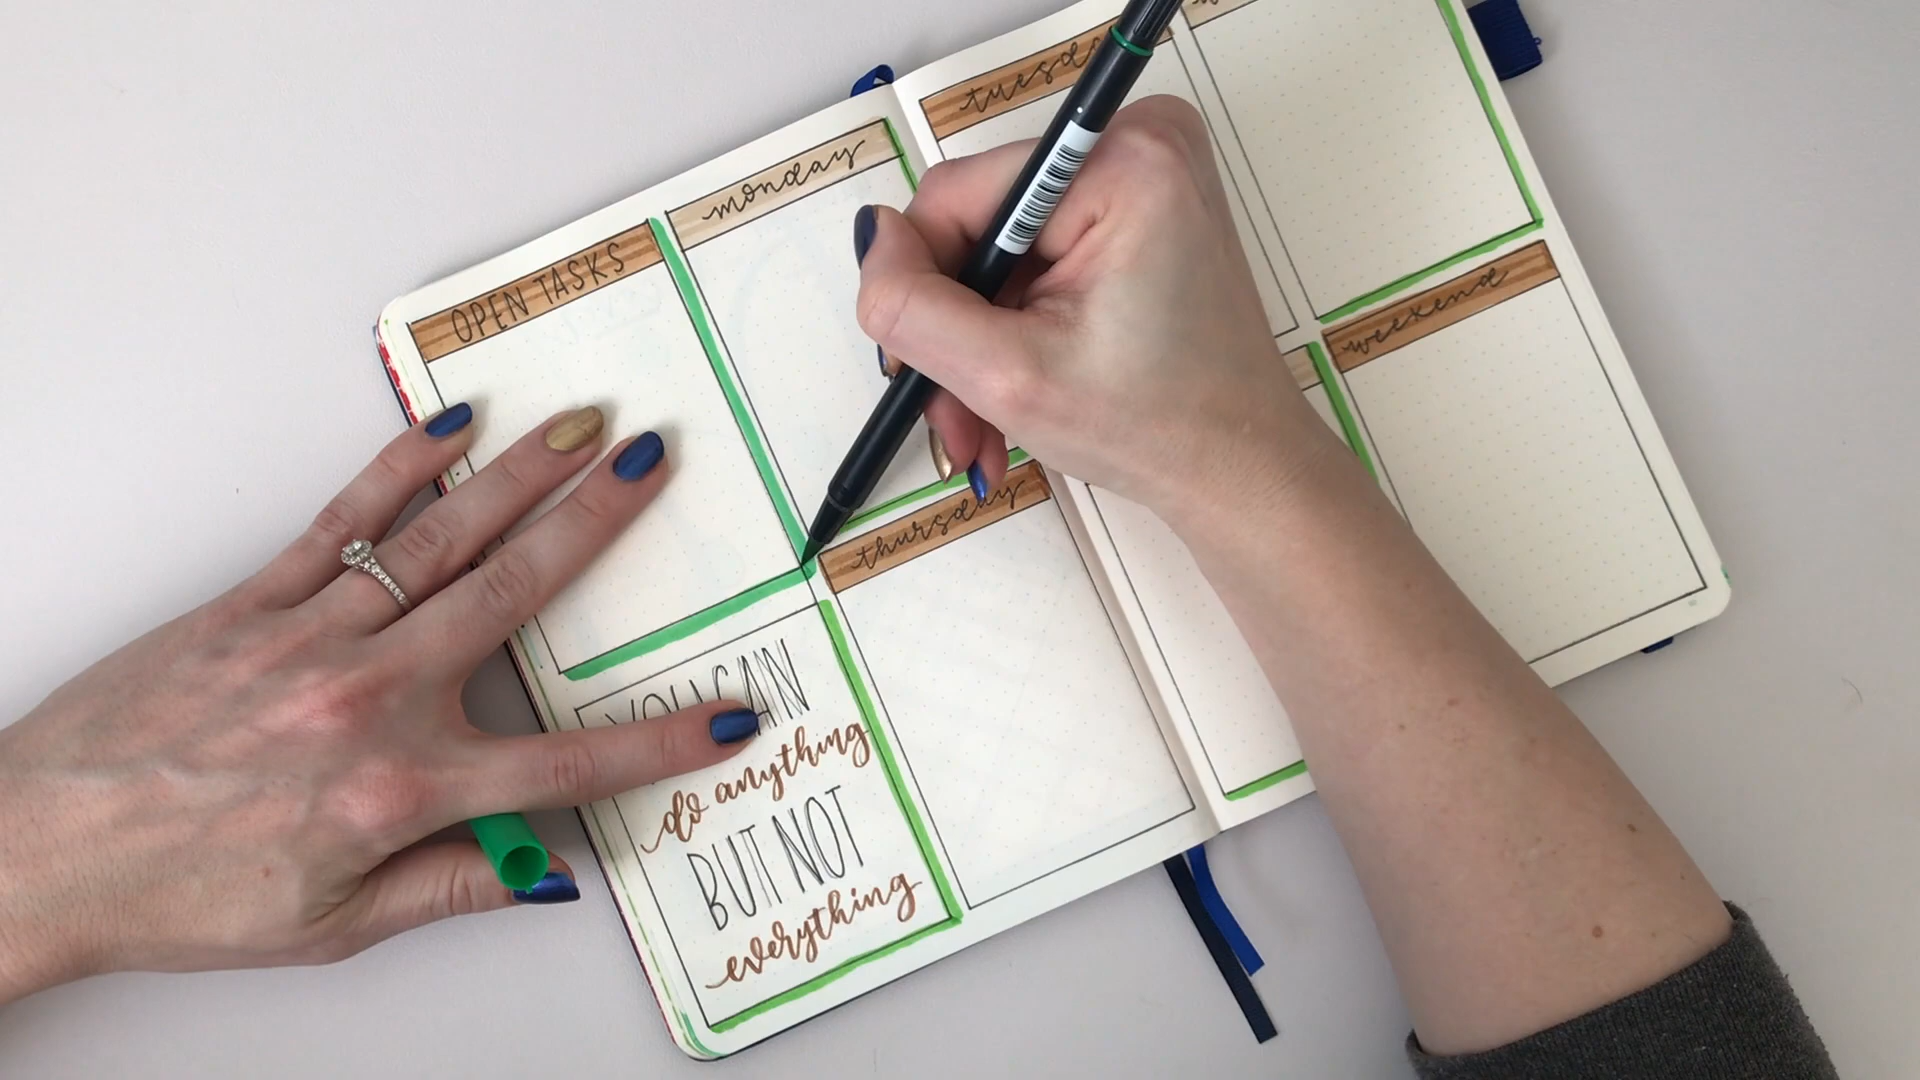 OPEN TASKS
monday
thursday
weekend
YOU CAN
do anything
BUT NOT
everything